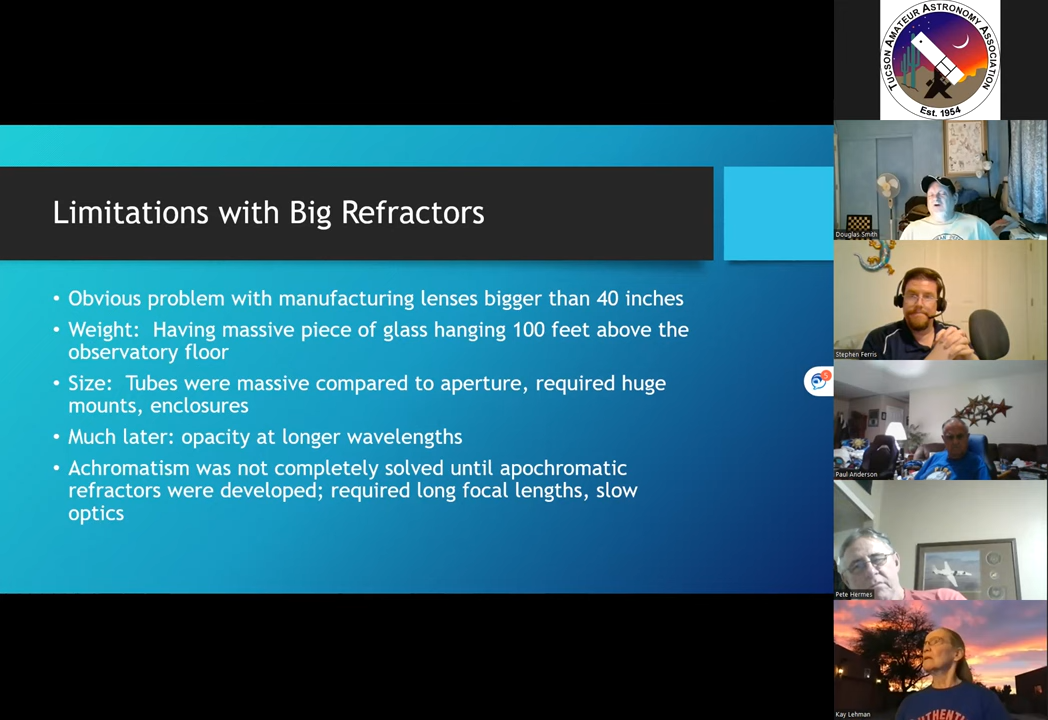 Limitations with Big Refractors
• Obvious problem with manufacturing lenses bigger than 40 inches
• Weight:  Having massive piece of glass hanging 100 feet above the
observatory floor
• Size:  Tubes were massive compared to aperture, required huge
mounts, enclosures
• Much later: opacity at longer wavelengths
• Achromatism was not completely solved until apochromatic
refractors were developed; required long focal lengths, slow
optics
TUCSON AMATEUR ASTRONOMY ASSOCIATION
Est. 1954
Douglas Smith
Stephen Ferris
Paul Anderson
Pete Hermes
Kay Lehman